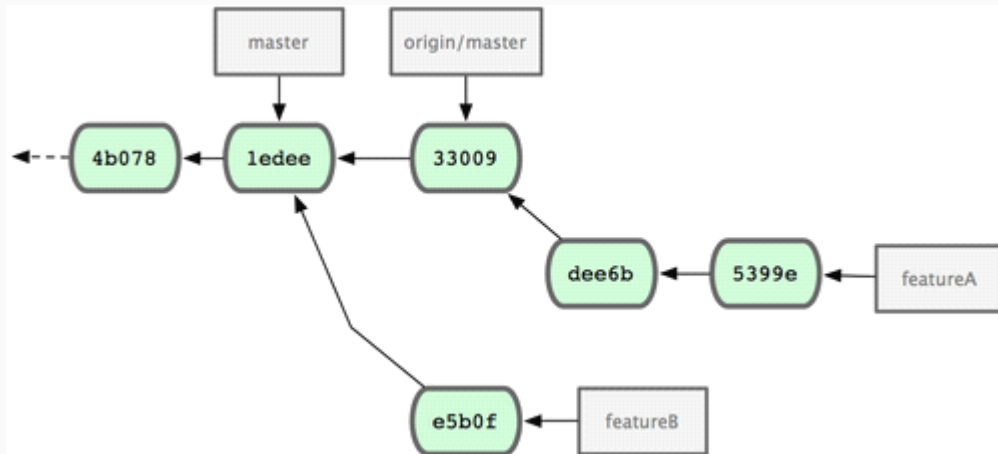 master
origin/master
4b078
1edee
33009
dee6b
5399e
featureA
e5b0f
featureB